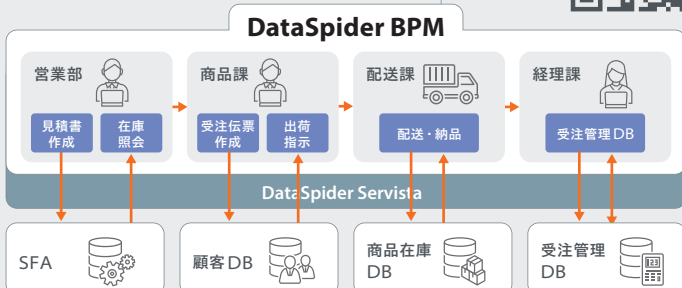 DataSpider BPM
営業部
商品課
配送課
経理課
見積書
作成
在庫
照会
受注伝票
作成
出荷
指示
配送・納品
受注管理DB
DataSpider Servista
SFA
顧客DB
商品在庫
DB
受注管理
DB
123